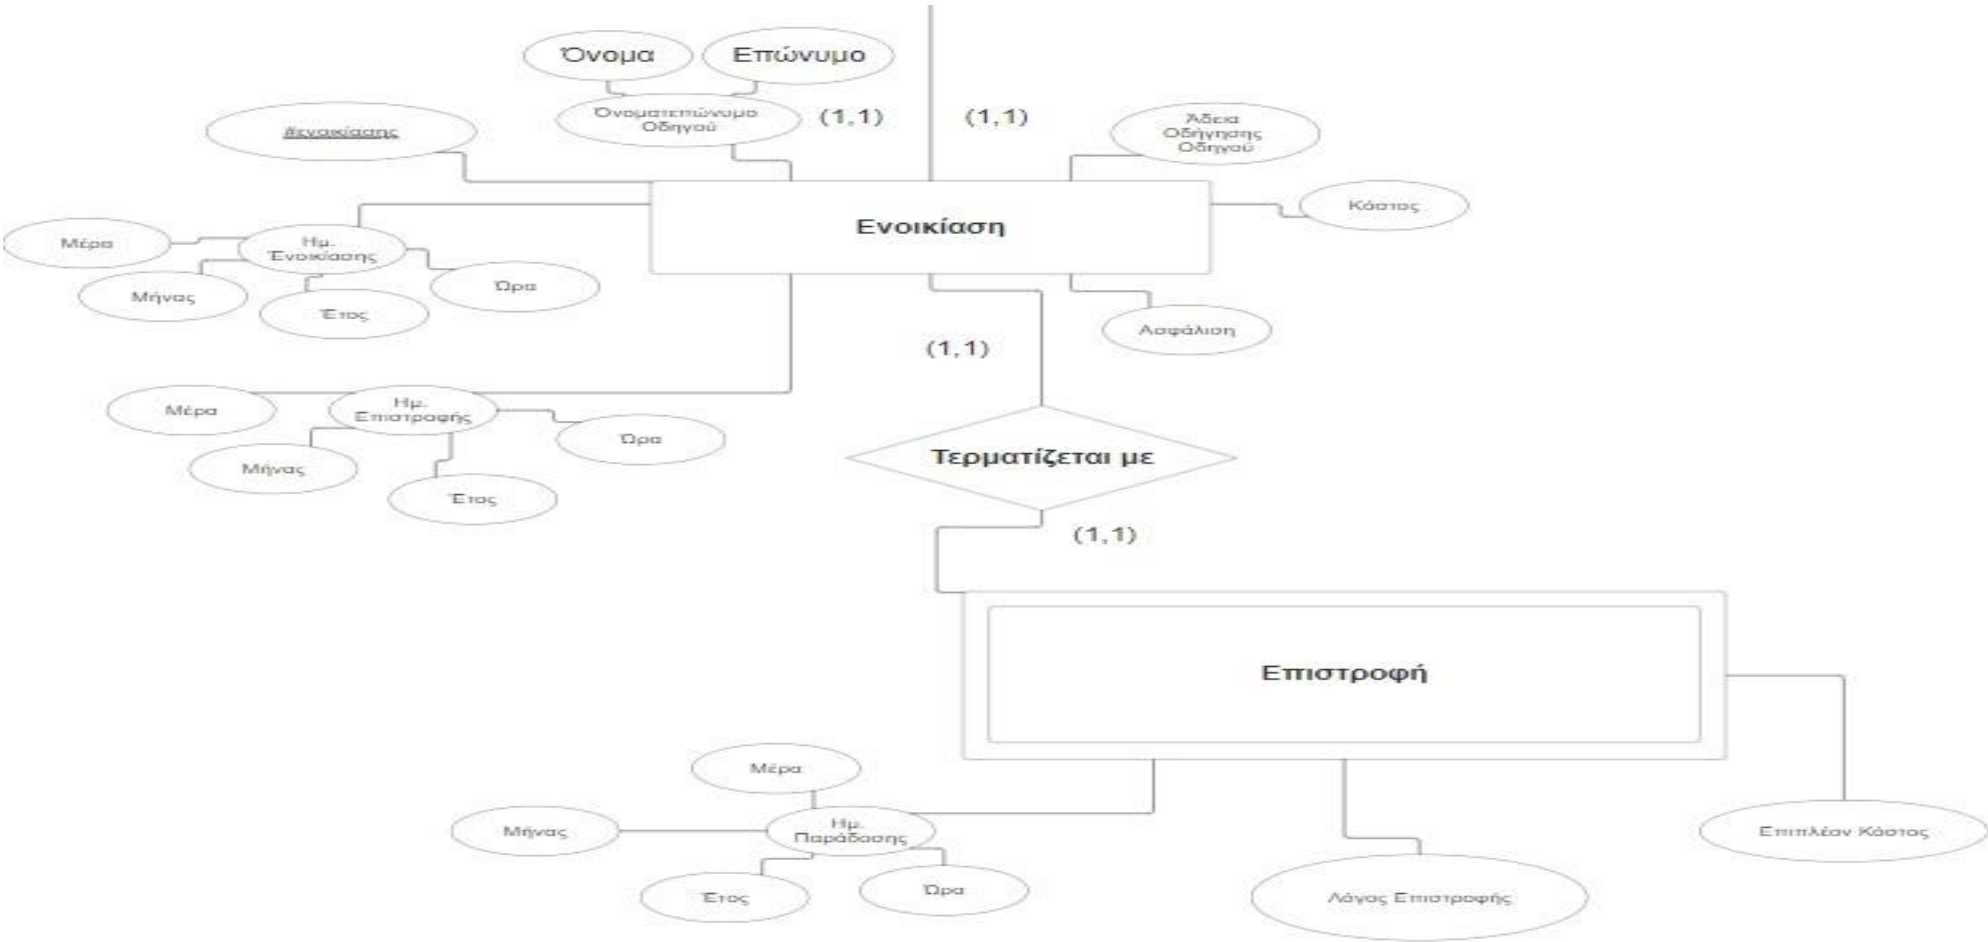 Όνομα
Επώνυμο
Όνοματεπώνυμο
Οδηγού
(1,1)
(1,1)
Άδεια
Οδήγησης
Οδηγού
#ενοικίασης
Κόστος
Ενοικίαση
Μέρα
Ημ.
Ένοικίασης
Μήνας
Ώρα
Έτος
Ασφάλιση
(1,1)
Μέρα
Ημ.
Επιστροφής
Ώρα
Μήνας
Έτος
Τερματίζεται με
(1,1)
Επιστροφή
Μέρα
Μήνας
Ημ.
Παράδοσης
Έτος
Ώρα
Λόγος Επιστροφής
Επιπλέον Κόστος